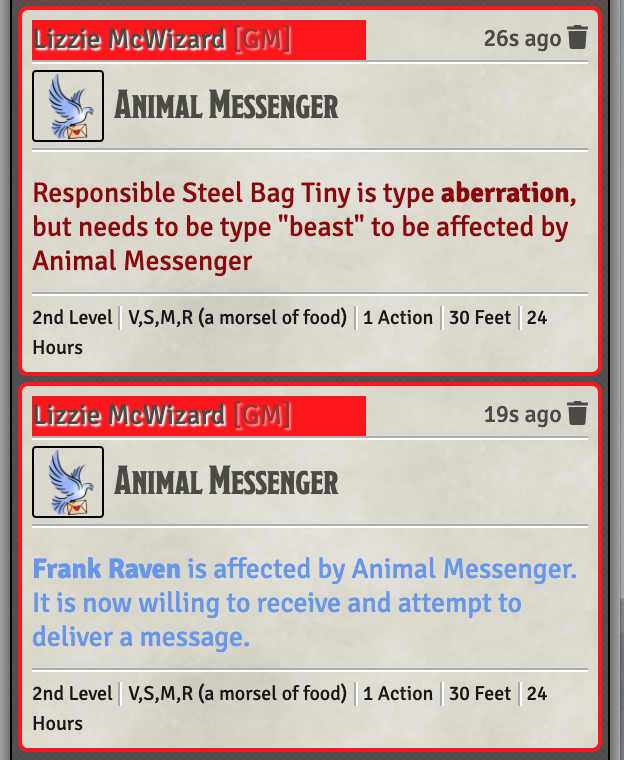 Lizzie McWizard [GM] 26s ago
Animal Messenger
Responsible Steel Bag Tiny is type aberration,
but needs to be type "beast" to be affected by
Animal Messenger
2nd Level | V,S,M,R (a morsel of food) | 1 Action | 30 Feet | 24
Hours
Lizzie McWizard [GM] 19s ago
Animal Messenger
Frank Raven is affected by Animal Messenger.
It is now willing to receive and attempt to
deliver a message.
2nd Level | V,S,M,R (a morsel of food) | 1 Action | 30 Feet | 24
Hours